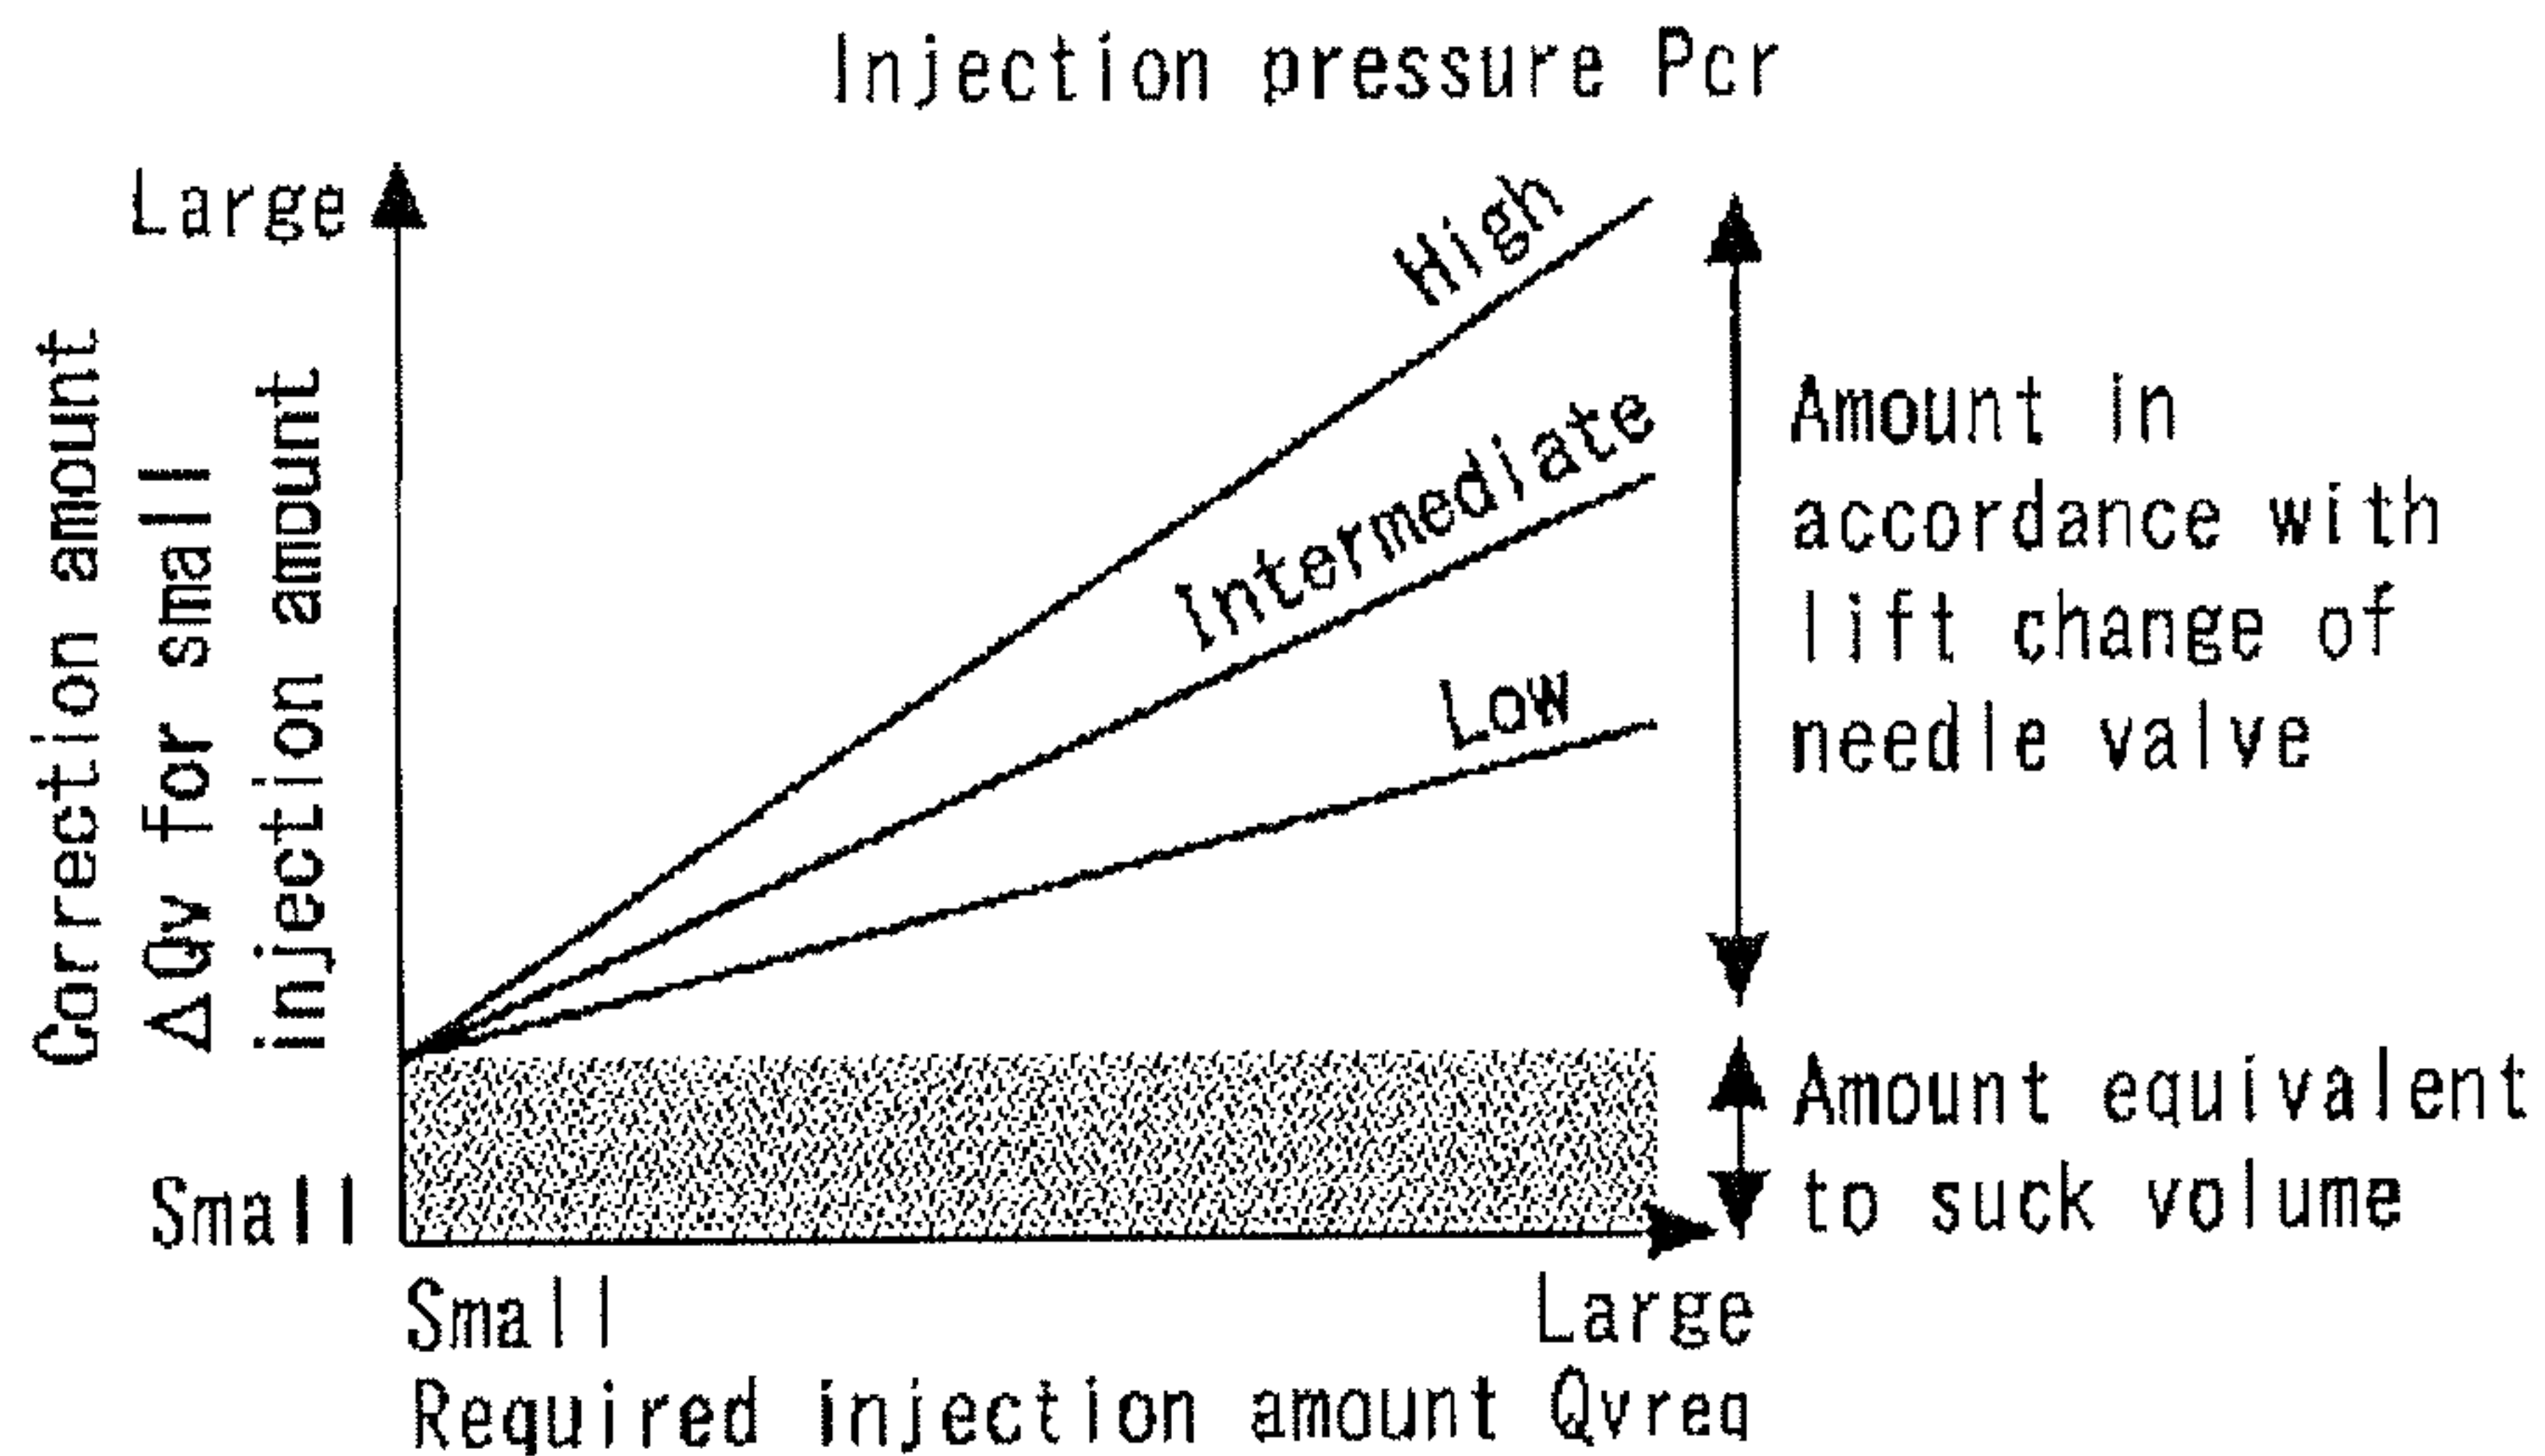 Injection pressure Pcr
Large
Correction amount
ΔQv for small
injection amount
Small
High
Intermediate
Low
Amount in
accordance with
lift change of
needle valve
Amount equivalent
to suck volume
Small
Large
Required injection amount Qvreq